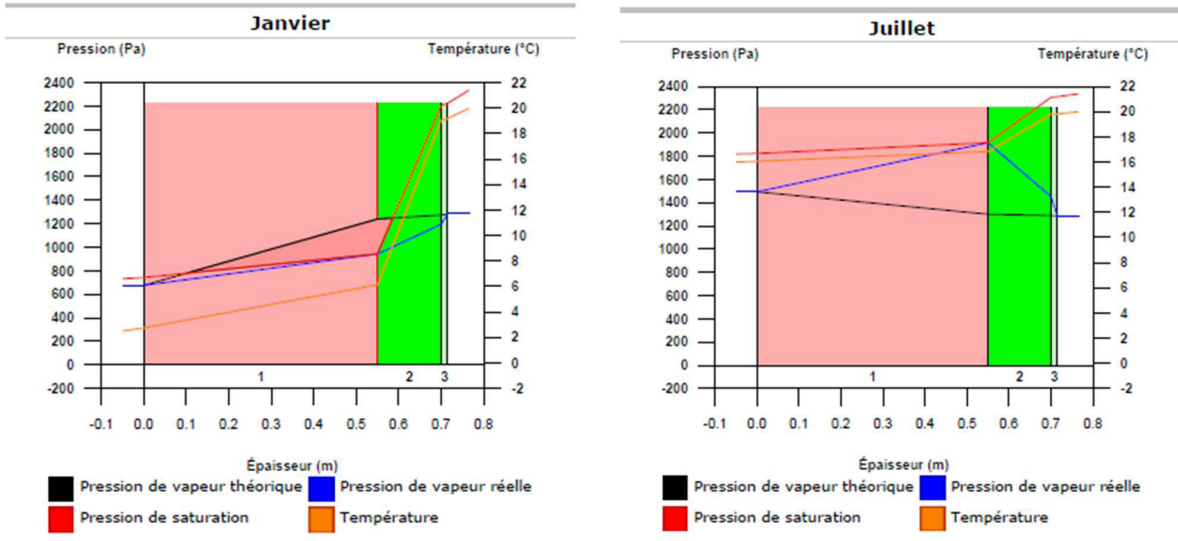 Janvier
Pression (Pa) Température (°C)
2400 22
2200 20
2000 18
1800 16
1600 14
1400 12
1200 10
1000 8
800 6
600 4
400 2
200 0
0 -2
-200
1 2 3
-0.1 0.0 0.1 0.2 0.3 0.4 0.5 0.6 0.7 0.8
Épaisseur (m)
Pression de vapeur théorique Pression de vapeur réelle
Pression de saturation Température
Juillet
Pression (Pa) Température (°C)
2400 22
2200 20
2000 18
1800 16
1600 14
1400 12
1200 10
1000 8
800 6
600 4
400 2
200 0
0 -2
-200
1 2 3
-0.1 0.0 0.1 0.2 0.3 0.4 0.5 0.6 0.7 0.8
Épaisseur (m)
Pression de vapeur théorique Pression de vapeur réelle
Pression de saturation Température